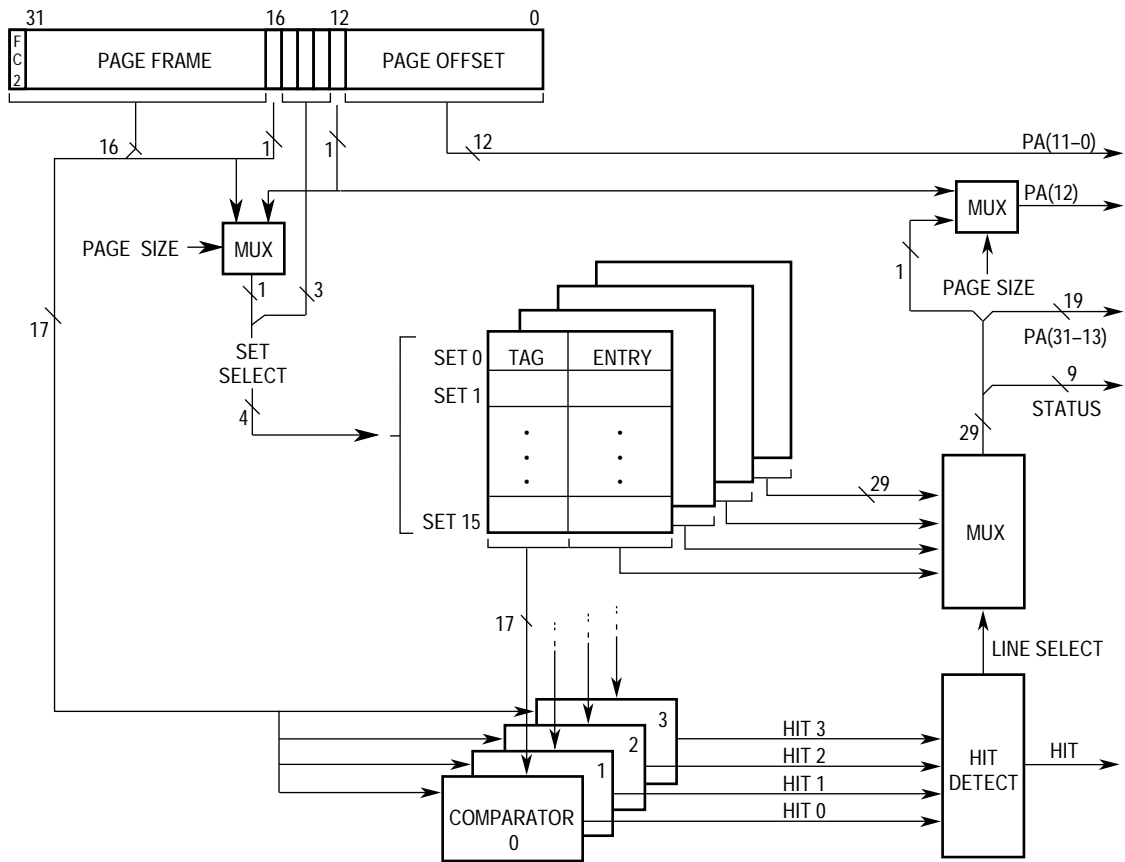 31 16 12 0
F C 2
PAGE FRAME
PAGE OFFSET
16
1
1
12
PA(11–0)
PAGE SIZE
MUX
MUX
PA(12)
1
3
1
PAGE SIZE
17
19
PA(31–13)
SET
SELECT
SET 0
TAG
ENTRY
SET 1
9
STATUS
4
29
SET 15
29
MUX
17
LINE SELECT
3
2
1
COMPARATOR
0
HIT 3
HIT 2
HIT 1
HIT 0
HIT
DETECT
HIT